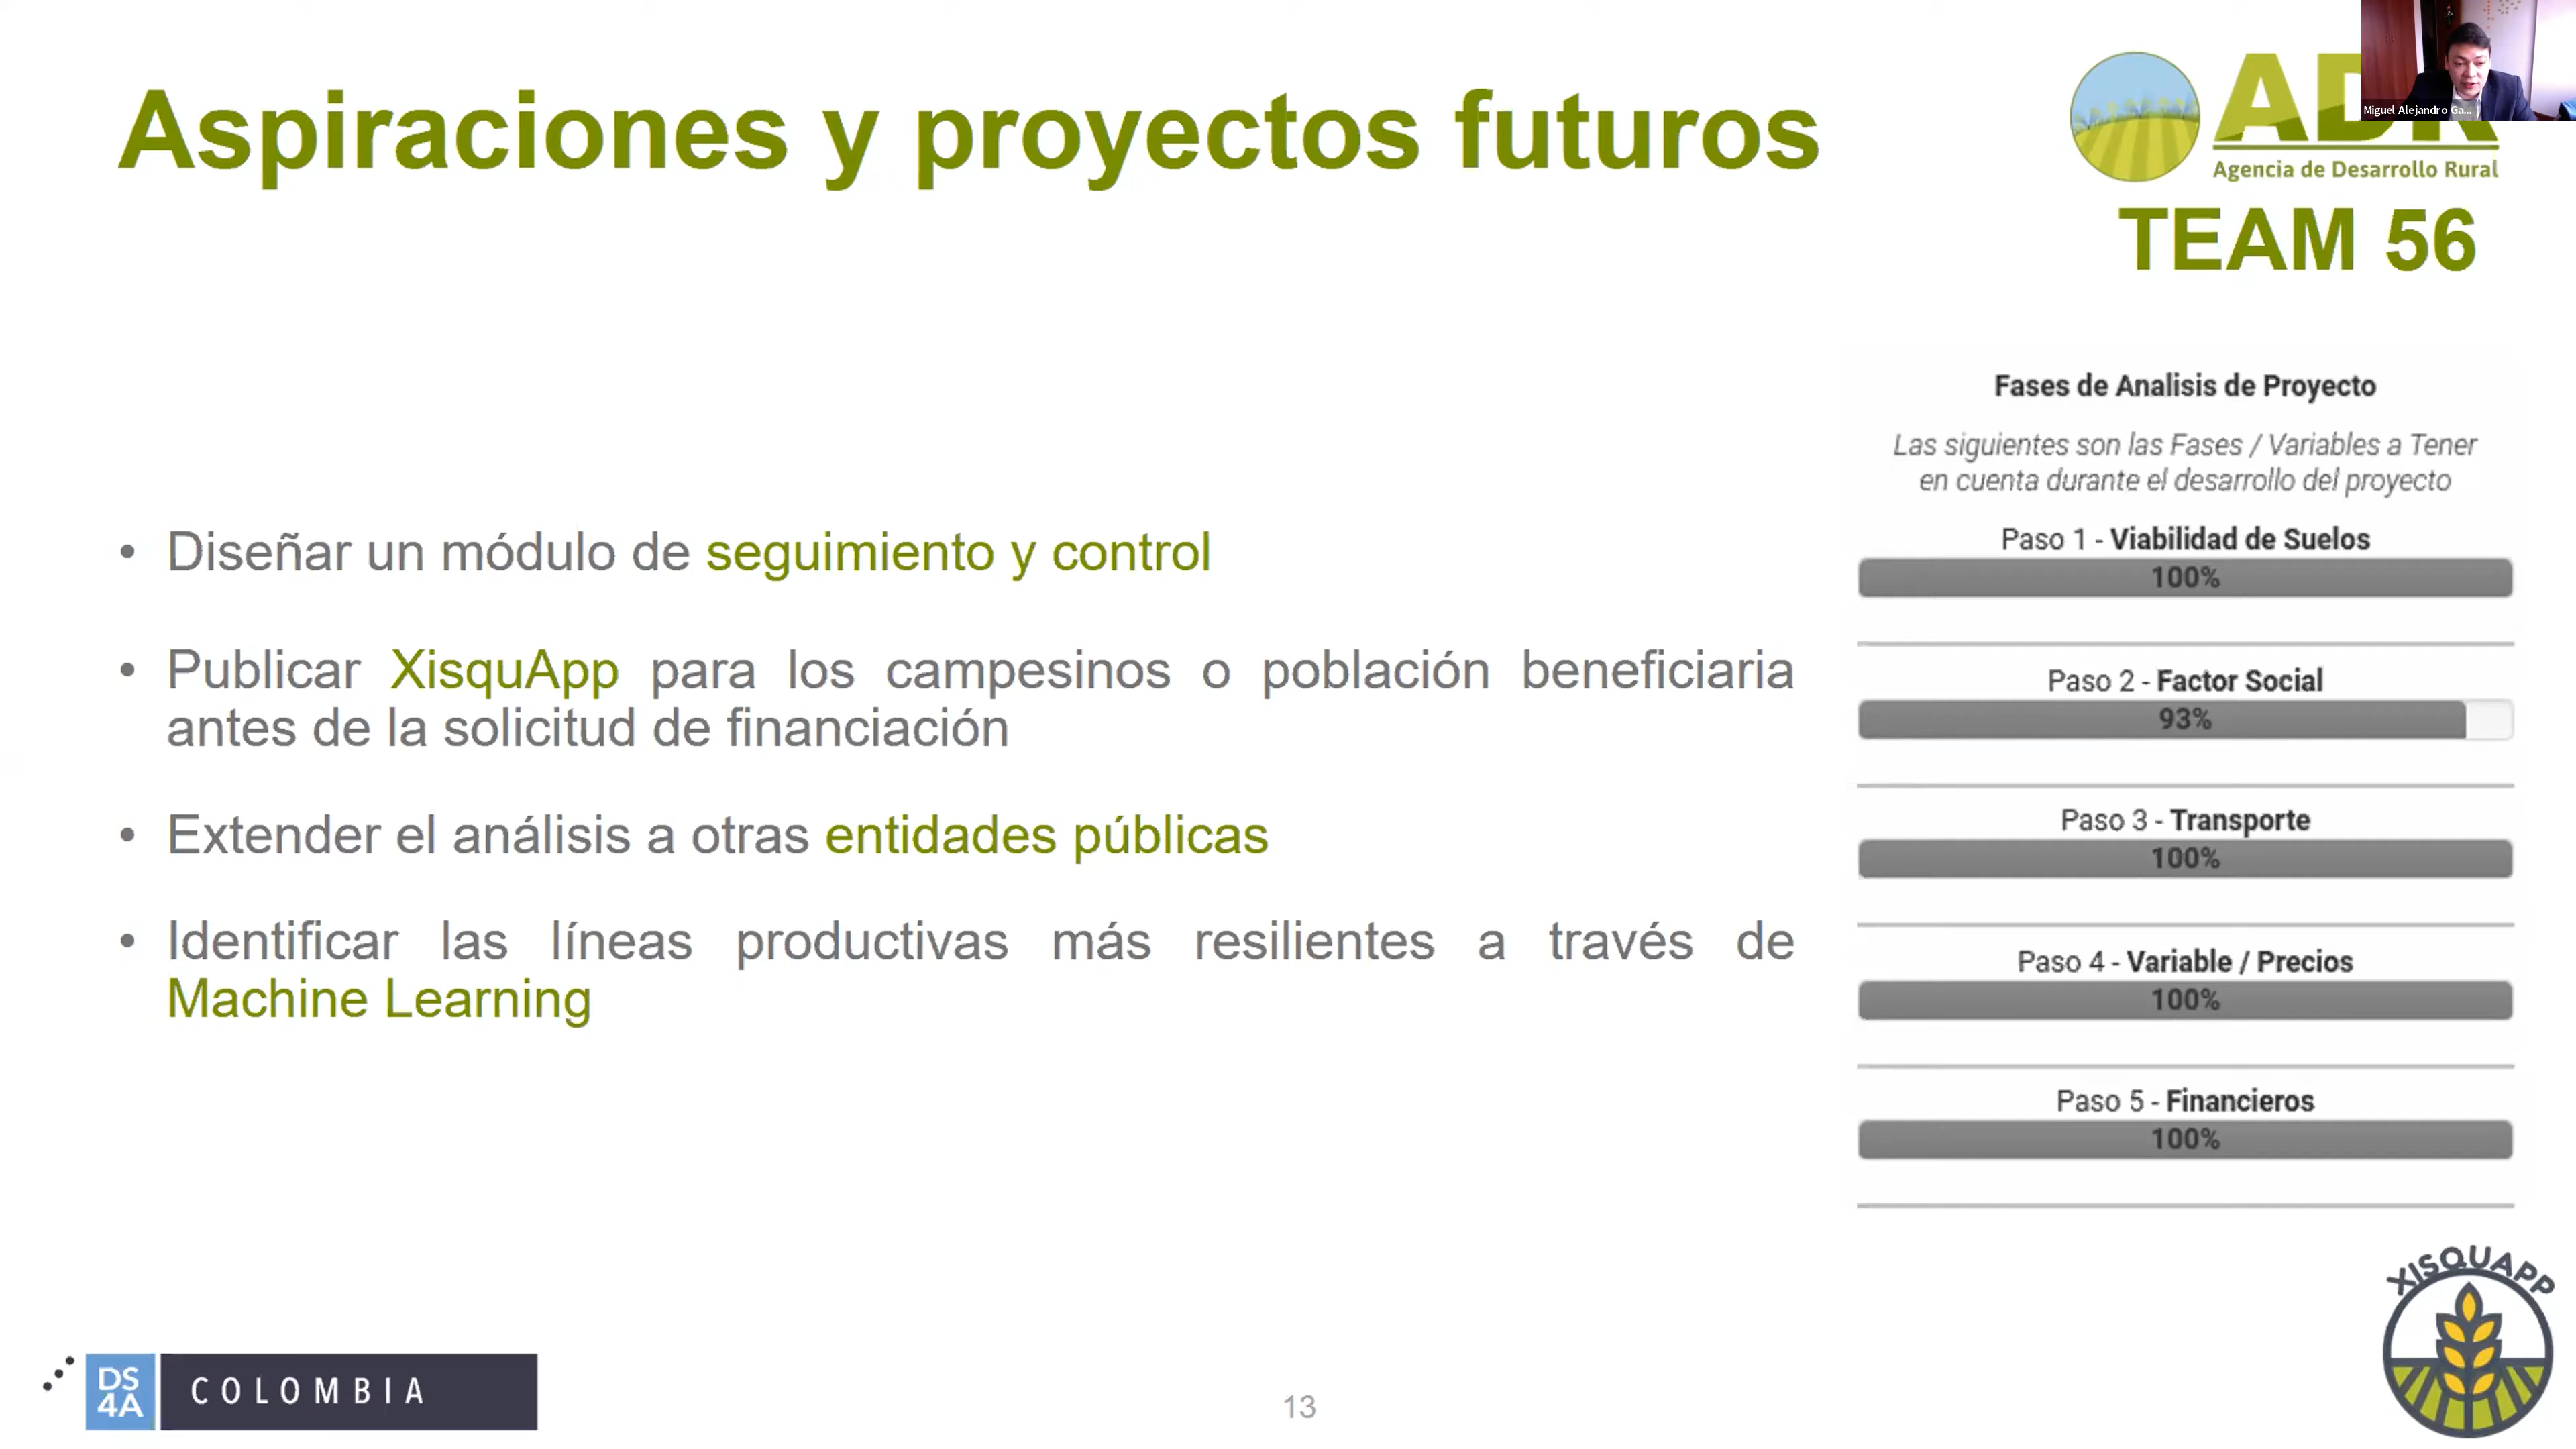 Aspiraciones y proyectos futuros
Miguel Alejandro Ga...
Agencia de Desarrollo Rural
TEAM 56
• Diseñar un módulo de seguimiento y control
• Publicar XisquApp para los campesinos o población beneficiaria
antes de la solicitud de financiación
• Extender el análisis a otras entidades públicas
• Identificar las líneas productivas más resilientes a través de
Machine Learning
Fases de Analisis de Proyecto
Las siguientes son las Fases / Variables a Tener
en cuenta durante el desarrollo del proyecto
Paso 1 - Viabilidad de Suelos
100%
Paso 2 - Factor Social
93%
Paso 3 - Transporte
100%
Paso 4 - Variable / Precios
100%
Paso 5 - Financieros
100%
XISQUAPP
DS
4A
COLOMBIA
13